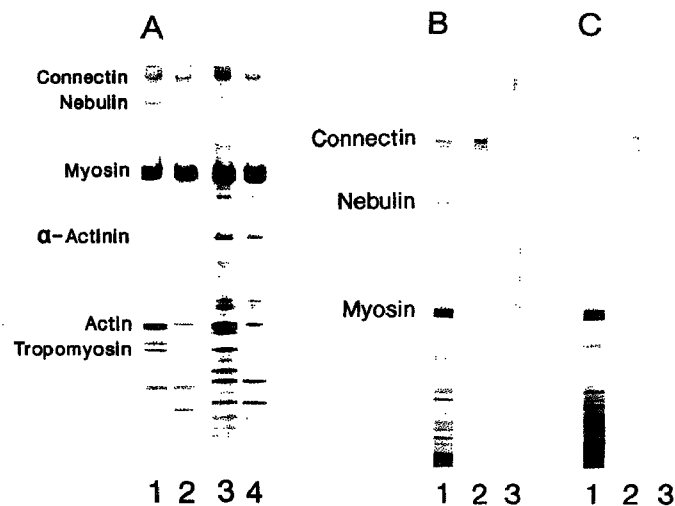 A
Connectin
Nebulin
Myosin
α-Actinin
Actin
Tropomyosin
1 2 3 4
B
Connectin
Nebulin
Myosin
1 2 3
C
1 2 3